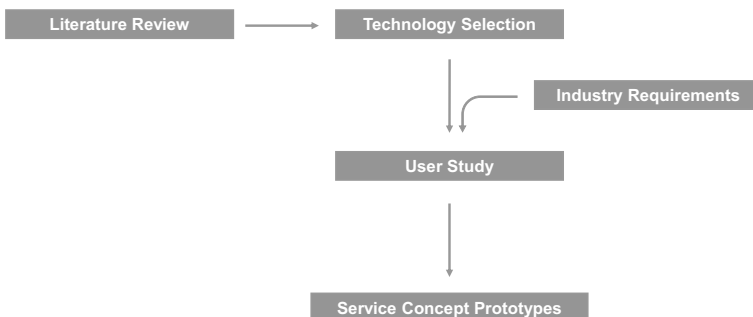 Literature Review
Technology Selection
Industry Requirements
User Study
Service Concept Prototypes